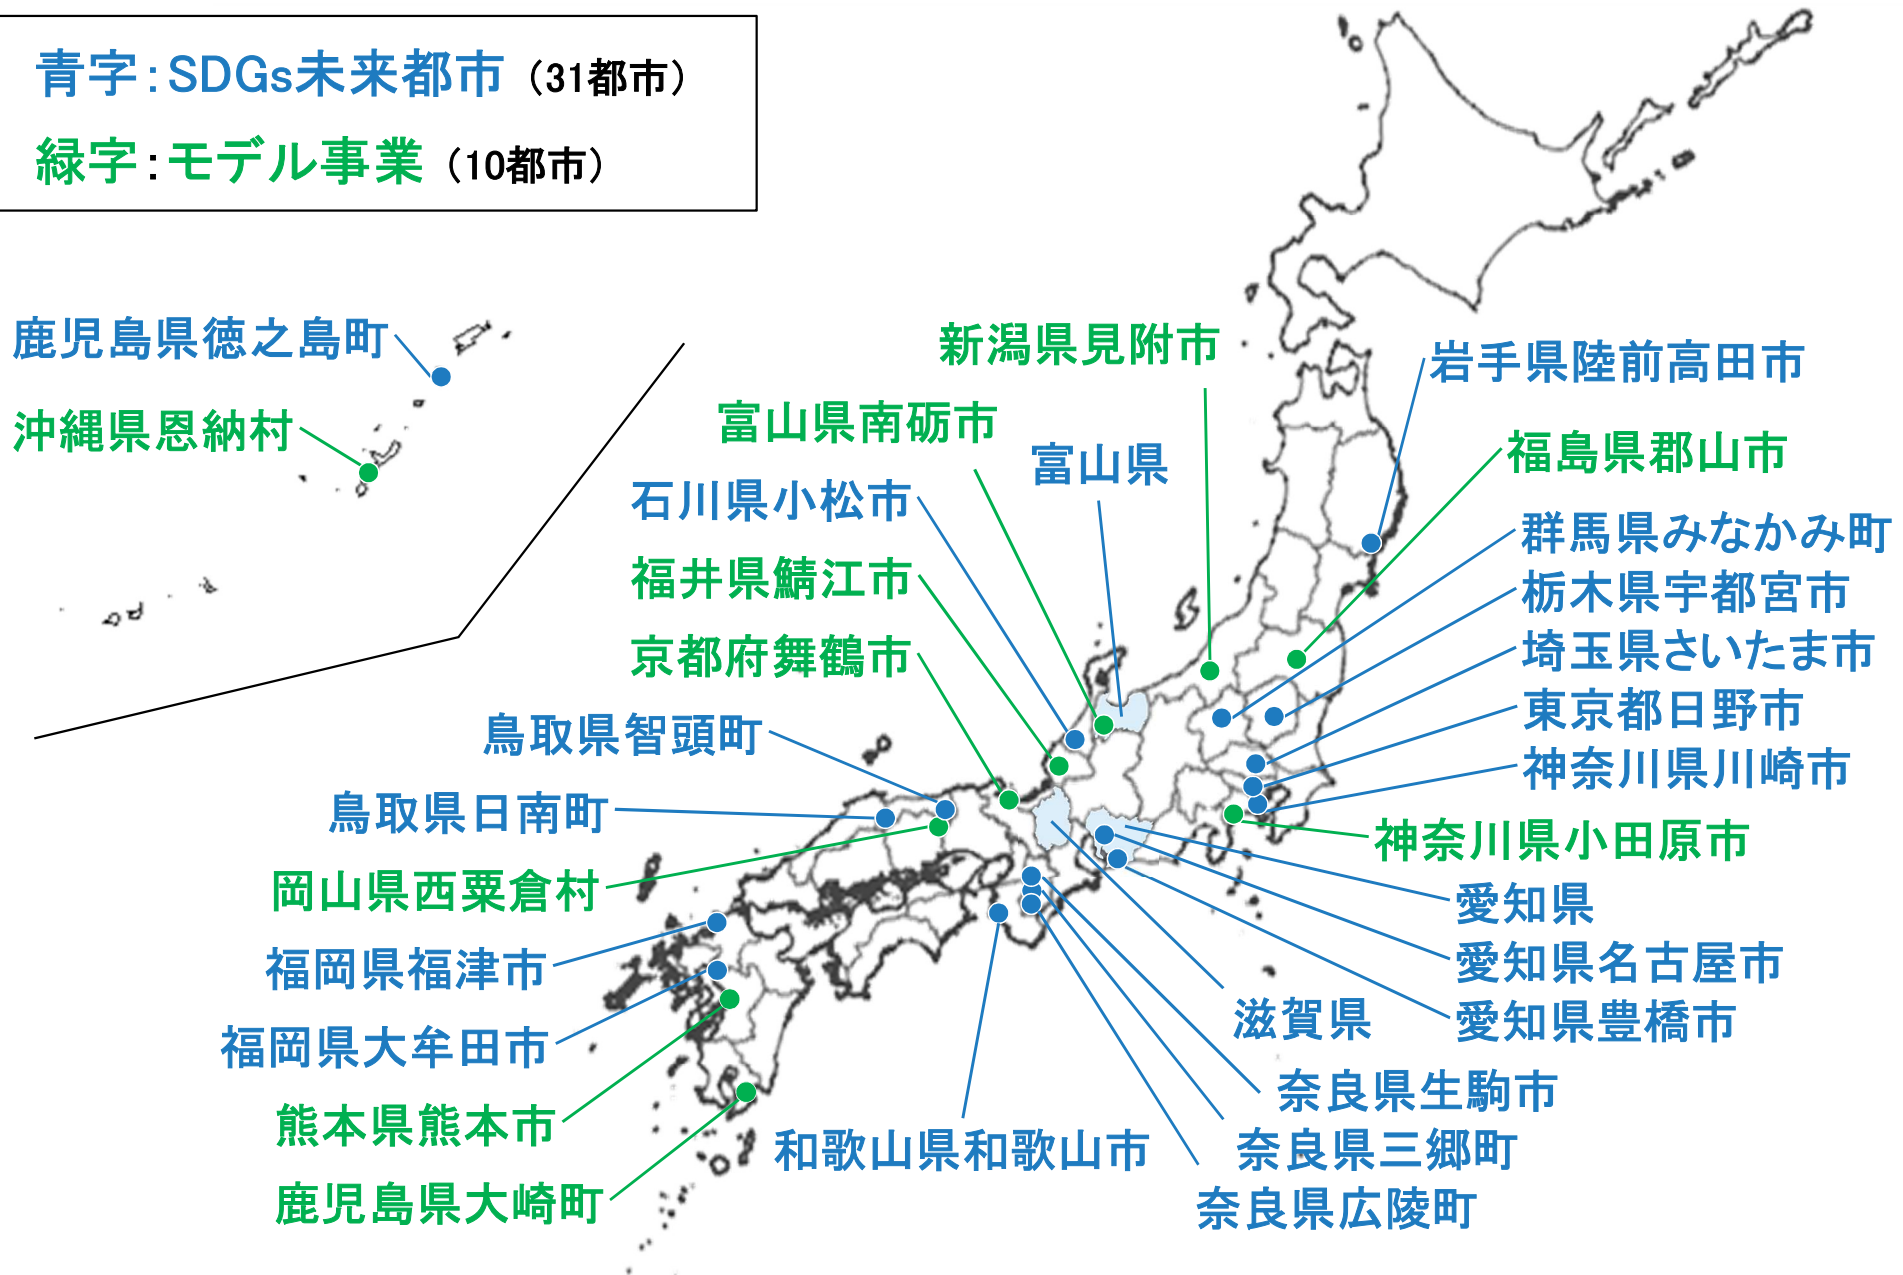 青字：SDGs未来都市（31都市）
緑字：モデル事業（10都市）
鹿児島県徳之島町
沖縄県恩納村
新潟県見附市
岩手県陸前高田市
富山県南砺市
富山県
福島県郡山市
石川県小松市
群馬県みなかみ町
福井県鯖江市
栃木県宇都宮市
京都府舞鶴市
埼玉県さいたま市
東京都日野市
鳥取県智頭町
神奈川県川崎市
鳥取県日南町
神奈川県小田原市
岡山県西粟倉村
愛知県
福岡県福津市
愛知県名古屋市
滋賀県
愛知県豊橋市
福岡県大牟田市
奈良県生駒市
熊本県熊本市
和歌山県和歌山市
奈良県三郷町
鹿児島県大崎町
奈良県広陵町